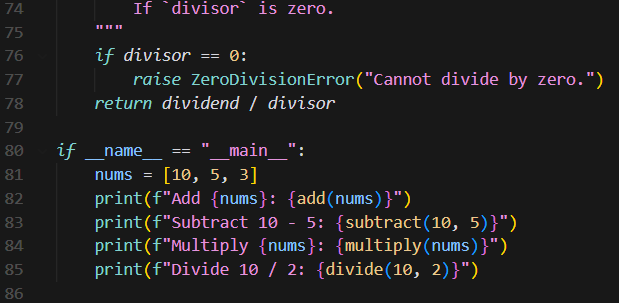 74 If `divisor` is zero.
75 """
76 if divisor == 0:
77 raise ZeroDivisionError("Cannot divide by zero.")
78 return dividend / divisor
79
80 if __name__ == "__main__":
81 nums = [10, 5, 3]
82 print(f"Add {nums}: {add(nums)}")
83 print(f"Subtract 10 - 5: {subtract(10, 5)}")
84 print(f"Multiply {nums}: {multiply(nums)}")
85 print(f"Divide 10 / 2: {divide(10, 2)}")
86